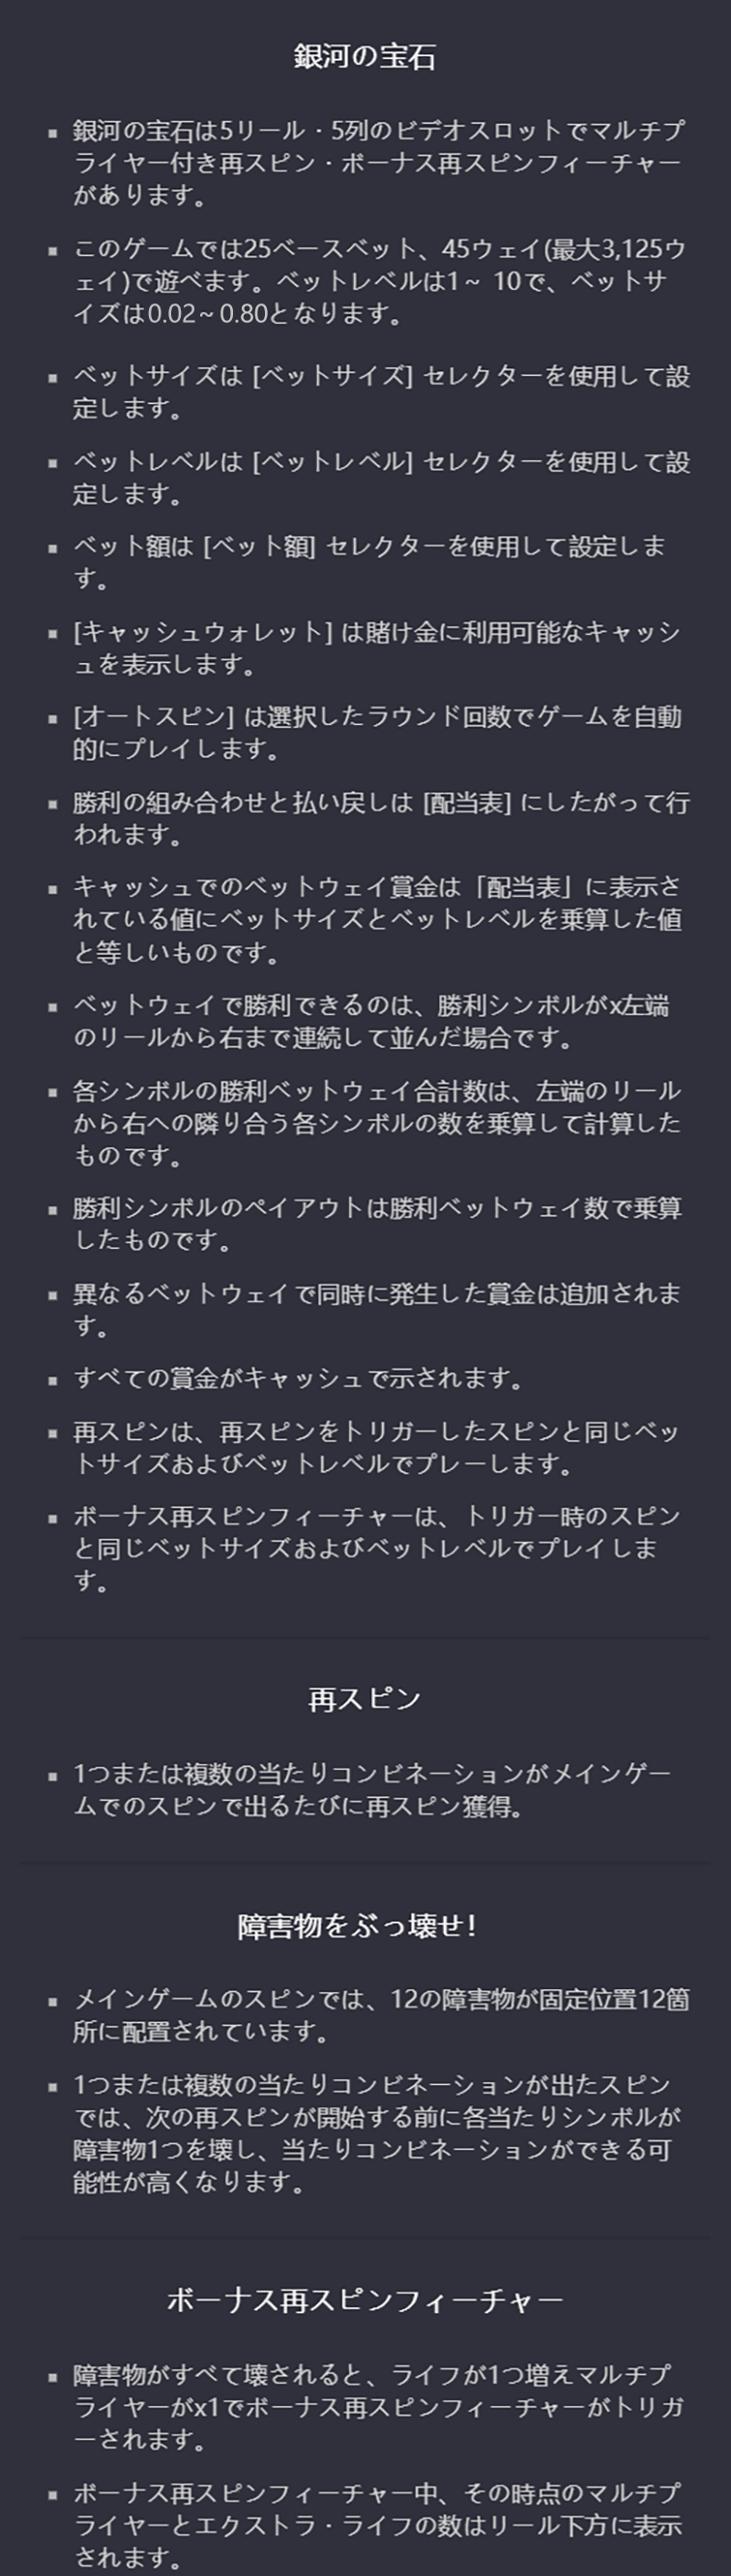 銀河の宝石
▪ 銀河の宝石は5リール・5列のビデオスロットでマルチプ
ライヤー付き再スピン・ボーナス再スピンフィーチャー
があります。
▪ このゲームでは25ベースベット、45ウェイ(最大3,125ウ
ェイ)で遊べます。ベットレベルは1～ 10で、ベットサ
イズは0.02～0.80となります。
▪ ベットサイズは [ベットサイズ] セレクターを使用して設
定します。
▪ ベットレベルは [ベットレベル] セレクターを使用して設
定します。
▪ ベット額は [ベット額] セレクターを使用して設定しま
す。
▪ [キャッシュウォレット] は賭け金に利用可能なキャッシ
ュを表示します。
▪ [オートスピン] は選択したラウンド回数でゲームを自動
的にプレイします。
▪ 勝利の組み合わせと払い戻しは [配当表] にしたがって行
われます。
▪ キャッシュでのベットウェイ賞金は「配当表」に表示さ
れている値にベットサイズとベットレベルを乗算した値
と等しいものです。
▪ ベットウェイで勝利できるのは、勝利シンボルがx左端
のリールから右まで連続して並んだ場合です。
▪ 各シンボルの勝利ベットウェイ合計数は、左端のリール
から右への隣り合う各シンボルの数を乗算して計算した
ものです。
▪ 勝利シンボルのペイアウトは勝利ベットウェイ数で乗算
したものです。
▪ 異なるベットウェイで同時に発生した賞金は追加されま
す。
▪ すべての賞金がキャッシュで示されます。
▪ 再スピンは、再スピンをトリガーしたスピンと同じベッ
トサイズおよびベットレベルでプレーします。
▪ ボーナス再スピンフィーチャーは、トリガー時のスピン
と同じベットサイズおよびベットレベルでプレイしま
す。
再スピン
▪ 1つまたは複数の当たりコンビネーションがメインゲー
ムでのスピンで出るたびに再スピン獲得。
障害物をぶっ壊せ!
▪ メインゲームのスピンでは、12の障害物が固定位置12箇
所に配置されています。
▪ 1つまたは複数の当たりコンビネーションが出たスピン
では、次の再スピンが開始する前に各当たりシンボルが
障害物1つを壊し、当たりコンビネーションができる可
能性が高くなります。
ボーナス再スピンフィーチャー
▪ 障害物がすべて壊されると、ライフが1つ増えマルチプ
ライヤーがx1でボーナス再スピンフィーチャーがトリガ
ーされます。
▪ ボーナス再スピンフィーチャー中、その時点のマルチプ
ライヤーとエクストラ・ライフの数はリール下方に表示
されます。